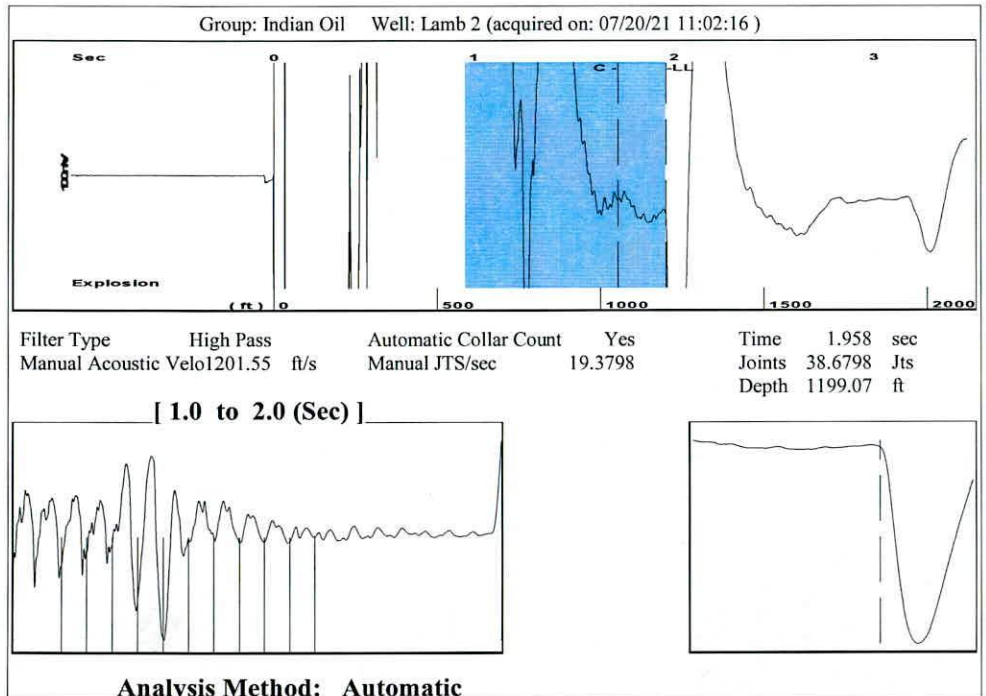 Group: Indian Oil Well: Lamb 2 (acquired on: 07/20/21 11:02:16 )
Sec 0 1 2 3
C - -LL
100mV
Explosion
(ft) 0 500 1000 1500 2000
Filter Type High Pass Automatic Collar Count Yes Time 1.958 sec
Manual Acoustic Velo1201.55 ft/s Manual JTS/sec 19.3798 Joints 38.6798 Jts
Depth 1199.07 ft
[ 1.0 to 2.0 (Sec) ]
Analysis Method: Automatic